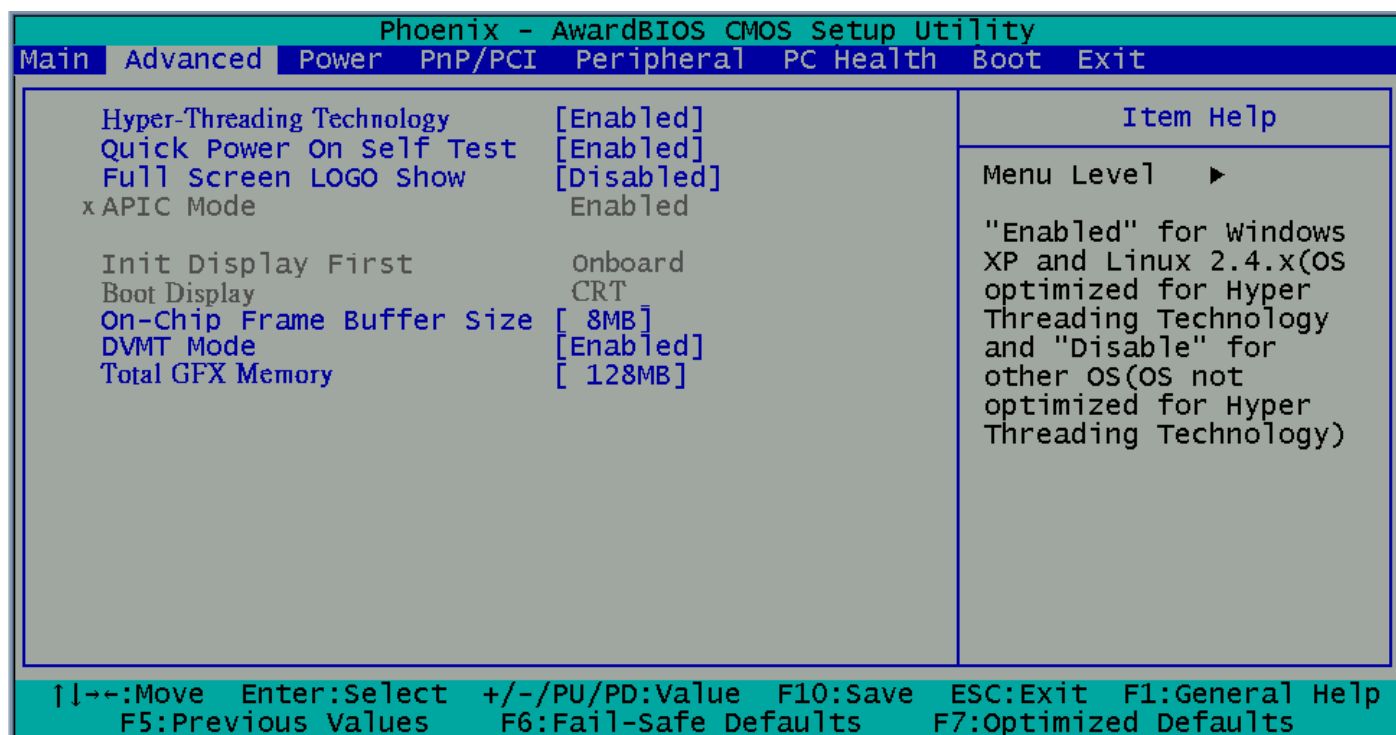 Phoenix - AwardBIOS CMOS Setup Utility
Main Advanced Power PnP/PCI Peripheral PC Health Boot Exit
Hyper-Threading Technology [Enabled]
Quick Power On Self Test [Enabled]
Full Screen LOGO Show [Disabled]
x APIC Mode Enabled
Init Display First Onboard
Boot Display CRT
On-Chip Frame Buffer Size [ 8MB]
DVMT Mode [Enabled]
Total GFX Memory [ 128MB]
Item Help
Menu Level ►
"Enabled" for Windows
XP and Linux 2.4.x(OS
optimized for Hyper
Threading Technology
and "Disable" for
other OS(OS not
optimized for Hyper
Threading Technology)
↑↓→←:Move Enter:Select +/-/PU/PD:Value F10:Save ESC:Exit F1:General Help
F5:Previous Values F6:Fail-Safe Defaults F7:Optimized Defaults